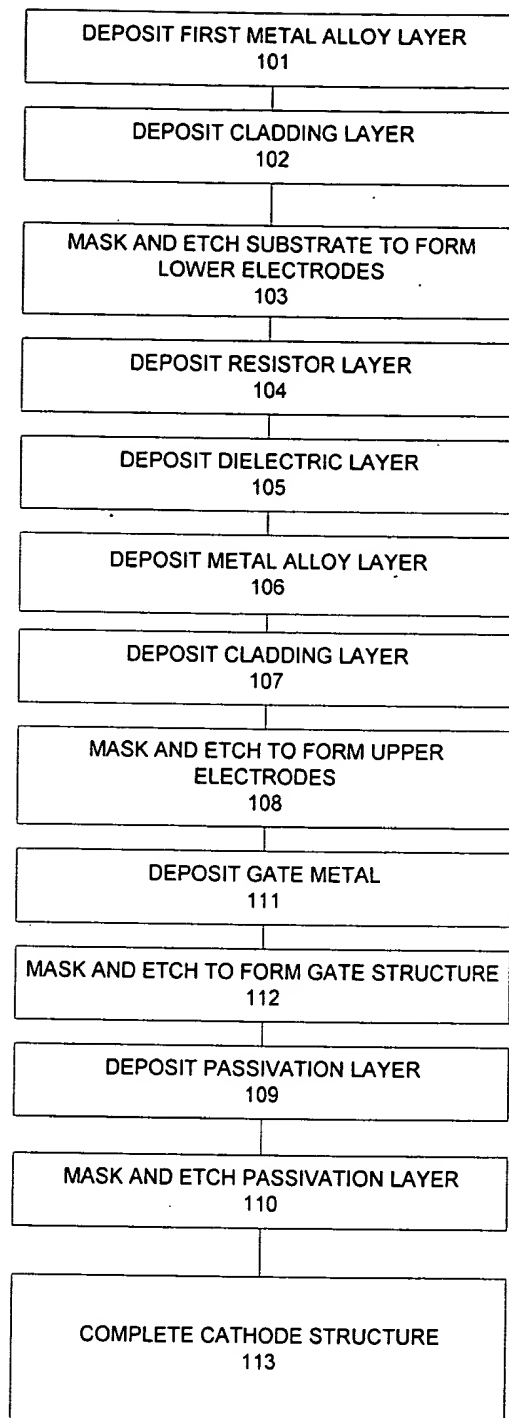 DEPOSIT FIRST METAL ALLOY LAYER
101
DEPOSIT CLADDING LAYER
102
MASK AND ETCH SUBSTRATE TO FORM
LOWER ELECTRODES
103
DEPOSIT RESISTOR LAYER
104
DEPOSIT DIELECTRIC LAYER
105
DEPOSIT METAL ALLOY LAYER
106
DEPOSIT CLADDING LAYER
107
MASK AND ETCH TO FORM UPPER
ELECTRODES
108
DEPOSIT GATE METAL
111
MASK AND ETCH TO FORM GATE STRUCTURE
112
DEPOSIT PASSIVATION LAYER
109
MASK AND ETCH PASSIVATION LAYER
110
COMPLETE CATHODE STRUCTURE
113